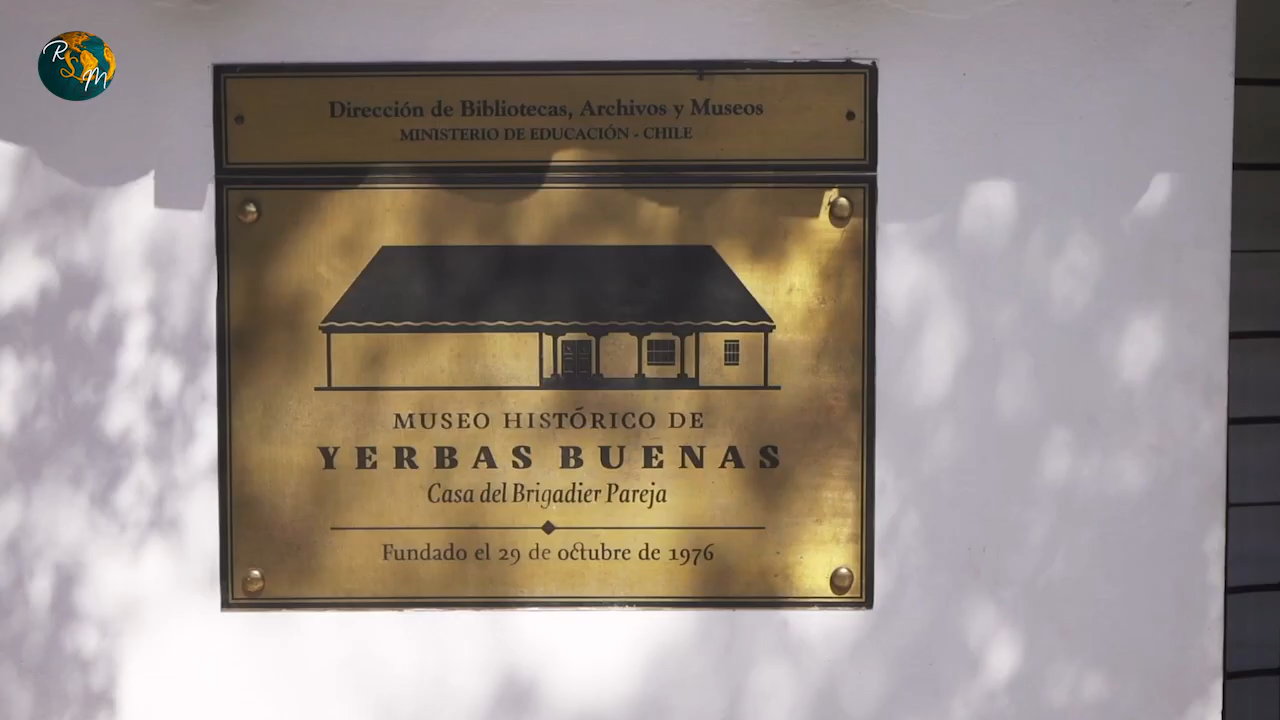 RSM
Dirección de Bibliotecas, Archivos y Museos
MINISTERIO DE EDUCACIÓN - CHILE
MUSEO HISTÓRICO DE
YERBAS BUENAS
Casa del Brigadier Pareja
Fundado el 29 de octubre de 1976